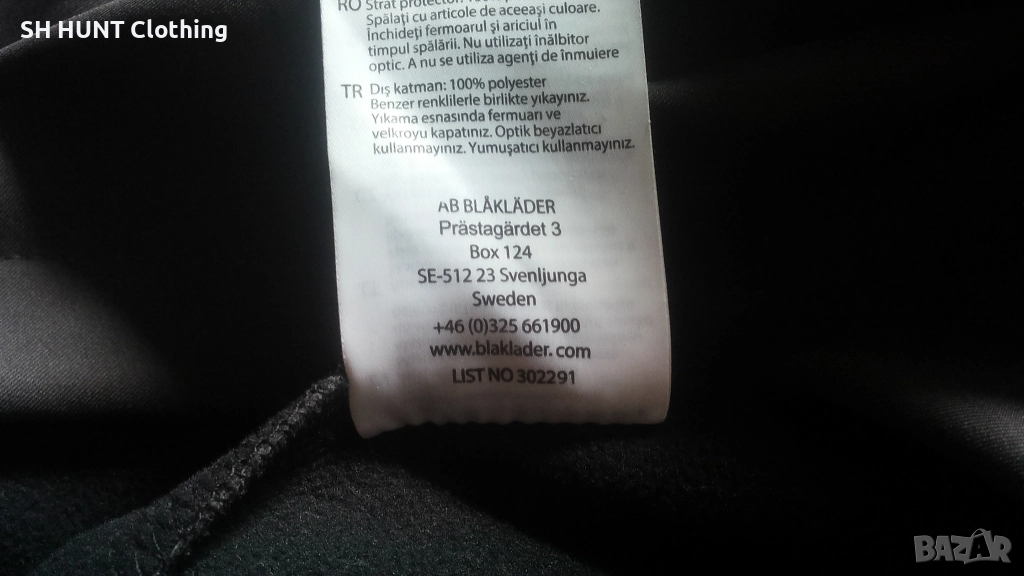 SH HUNT Clothing
RO Strat protector: 100%
Spălați cu articole de aceeași culoare.
Închideți fermoarul și ariciul în
timpul spălării. Nu utilizați înălbitor
optic. A nu se utiliza agenți de înmuiere
TR Dış katman: 100% polyester
Benzer renklilerle birlikte yıkayınız.
Yıkama esnasında fermuarı ve
velkroyu kapatınız. Optik beyazlatıcı
kullanmayınız. Yumuşatıcı kullanmayınız.
AB BLÅKLÄDER
Prästagärdet 3
Box 124
SE-512 23 Svenljunga
Sweden
+46 (0)325 661900
www.blaklader.com
LIST NO 302291
BAZAR